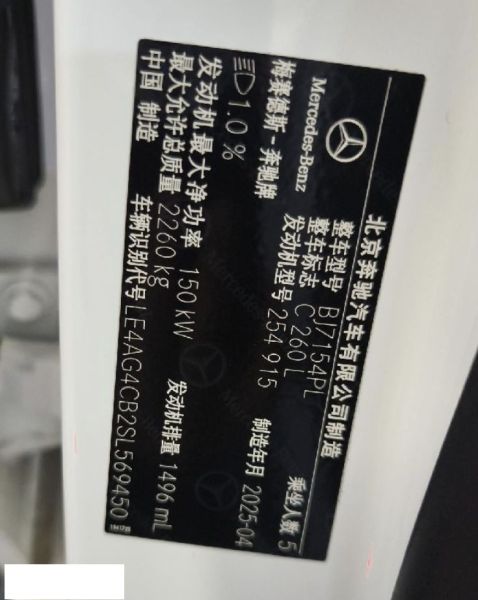 北京奔驰汽车有限公司制造
Mercedes-Benz
梅赛德斯-奔驰牌
整车型号 BJ7154PL
整车标志 C 260 L
乘坐人数 5
发动机型号 254 915
制造年月 2025-04
1.0 %
发动机最大净功率 150 kW
发动机排量 1496 mL
最大允许总质量 2260 kg
中国 制造
车辆识别代号 LE4AG4CB2SL569450